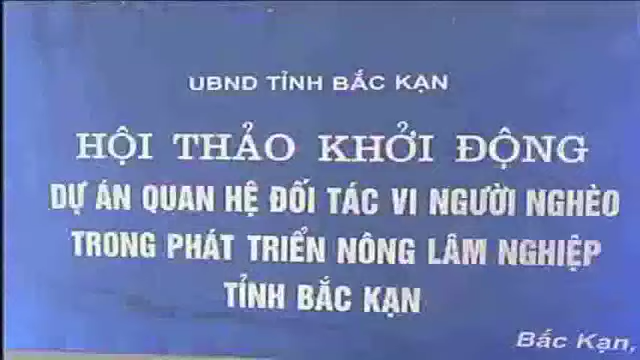 UBND TỈNH BẮC KẠN
HỘI THẢO KHỞI ĐỘNG
DỰ ÁN QUAN HỆ ĐỐI TÁC VI NGƯỜI NGHÈO
TRONG PHÁT TRIỂN NÔNG LÂM NGHIỆP
TỈNH BẮC KẠN
Bắc Kạn,